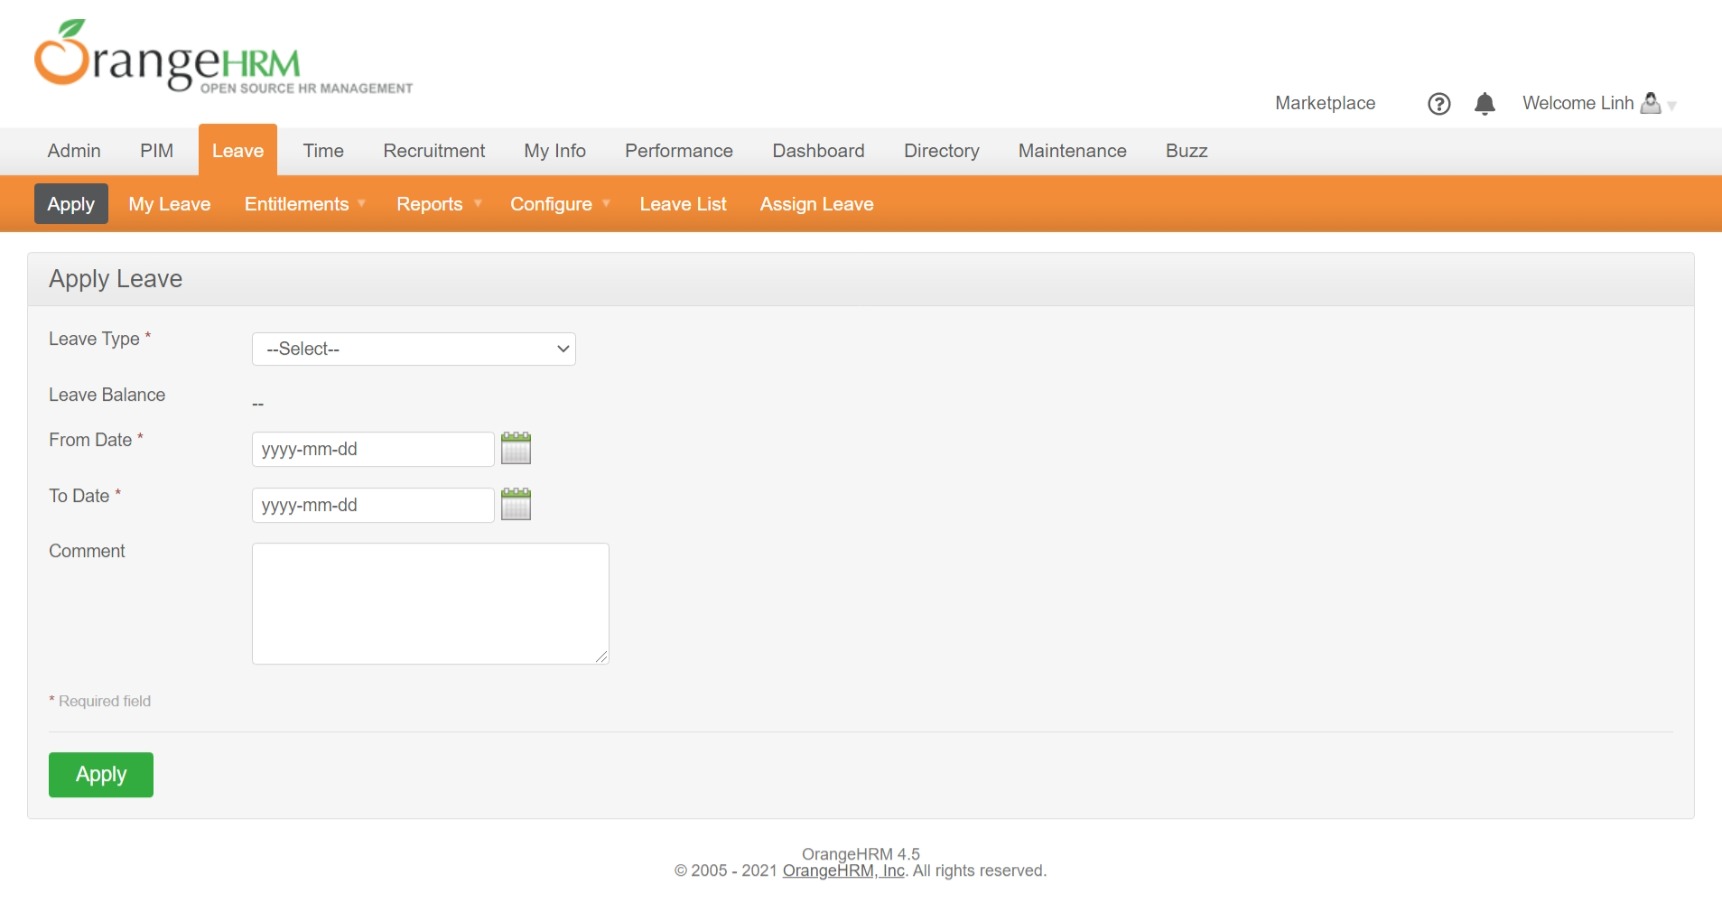 OrangeHRM
OPEN SOURCE HR MANAGEMENT
Marketplace ? Welcome Linh
Admin PIM Leave Time Recruitment My Info Performance Dashboard Directory Maintenance Buzz
Apply My Leave Entitlements Reports Configure Leave List Assign Leave
Apply Leave
Leave Type *
--Select--
Leave Balance
--
From Date *
yyyy-mm-dd
To Date *
yyyy-mm-dd
Comment
* Required field
Apply
OrangeHRM 4.5
© 2005 - 2021 OrangeHRM, Inc. All rights reserved.